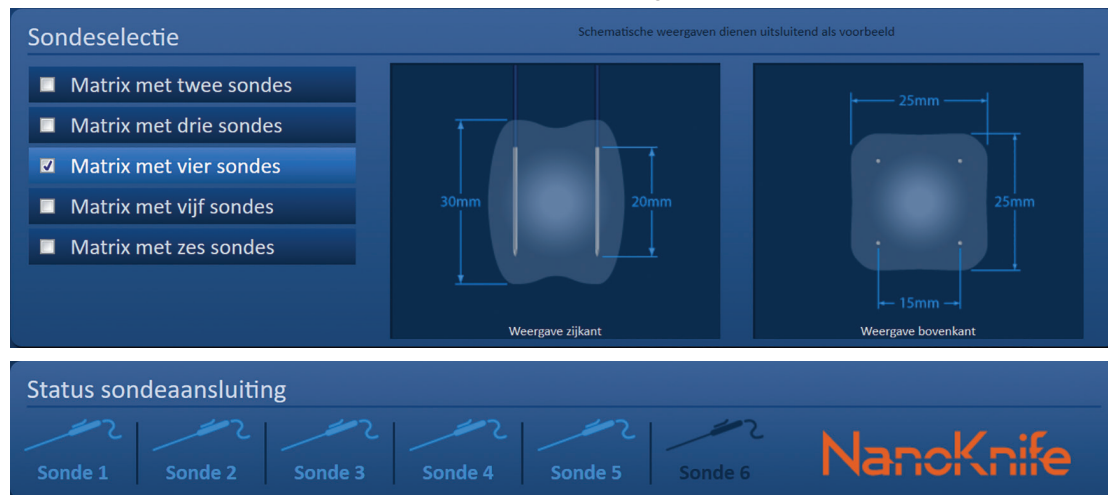 Sondeselectie
Schematische weergaven dienen uitsluitend als voorbeeld
Matrix met twee sondes
Matrix met drie sondes
Matrix met vier sondes
Matrix met vijf sondes
Matrix met zes sondes
30mm
20mm
Weergave zijkant
25mm
25mm
15mm
Weergave bovenkant
Status sondeaansluiting
Sonde 1
Sonde 2
Sonde 3
Sonde 4
Sonde 5
Sonde 6
NanoKnife